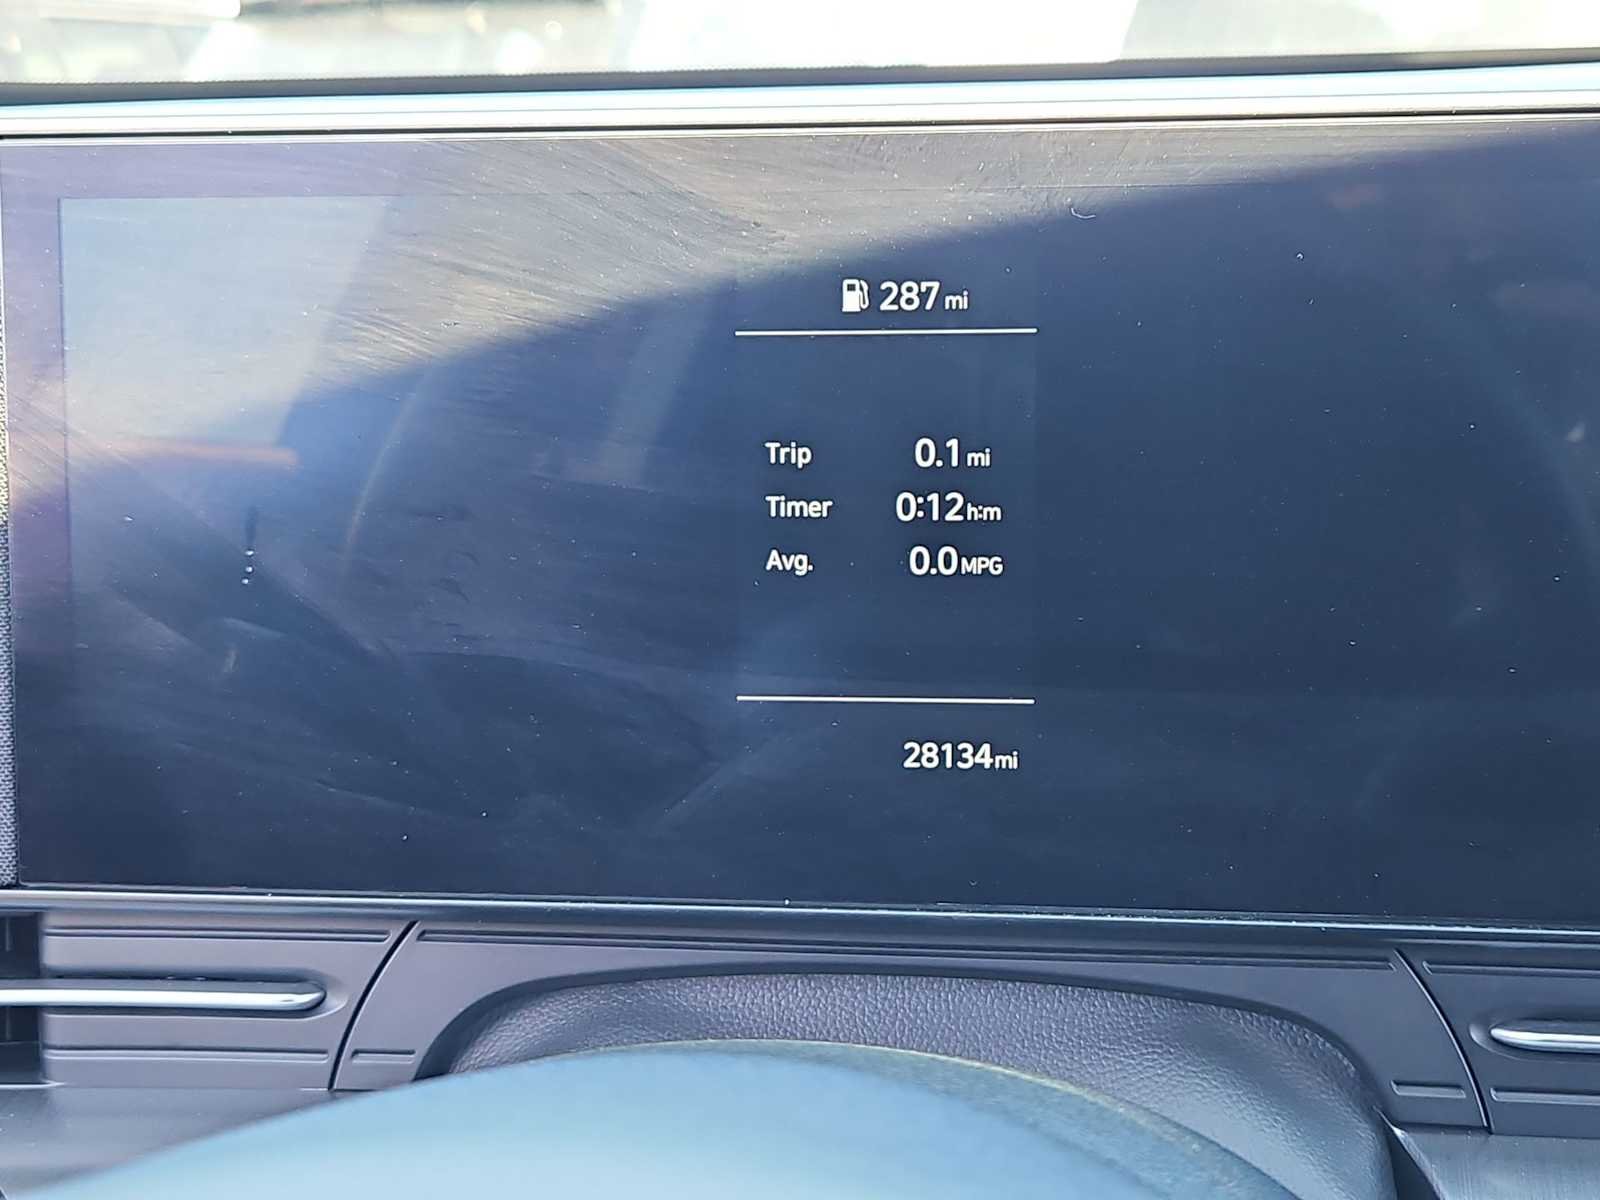 287 mi
Trip 0.1 mi
Timer 0:12 h:m
Avg. 0.0 MPG
28134 mi